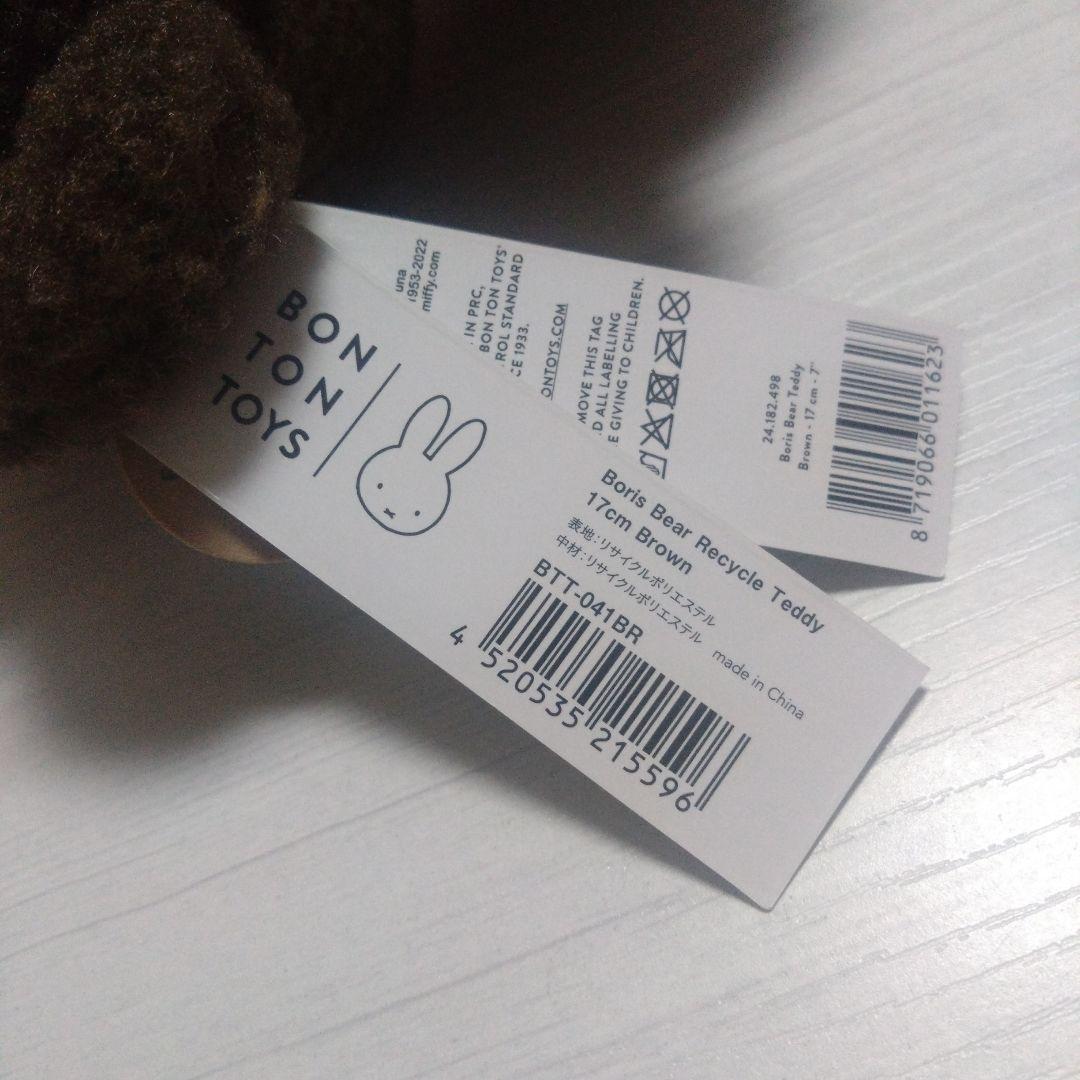 BON
TON
TOYS
Boris Bear Recycle Teddy
17cm Brown
表地:リサイクルポリエステル
中材:リサイクルポリエステル made in China
BTT-041BR
4 520535 215596
una
1953-2022
miffy.com
IN PRC,
BON TON TOYS'
ROL STANDARD
CE 1933.
ONTOYS.COM
MOVE THIS TAG
D ALL LABELLING
E GIVING TO CHILDREN.
24.182.498
Boris Bear Teddy
Brown - 17 cm - 7"
8 719066 011623